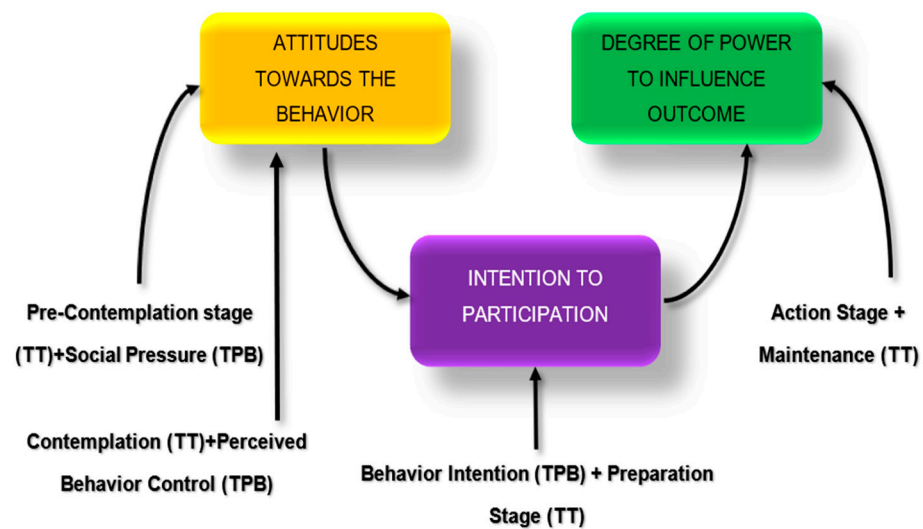 ATTITUDES
TOWARDS THE
BEHAVIOR
DEGREE OF POWER
TO INFLUENCE
OUTCOME
INTENTION TO
PARTICIPATION
Pre-Contemplation stage
(TT)+Social Pressure (TPB)
Action Stage +
Maintenance (TT)
Contemplation (TT)+Perceived
Behavior Control (TPB)
Behavior Intention (TPB) + Preparation
Stage (TT)